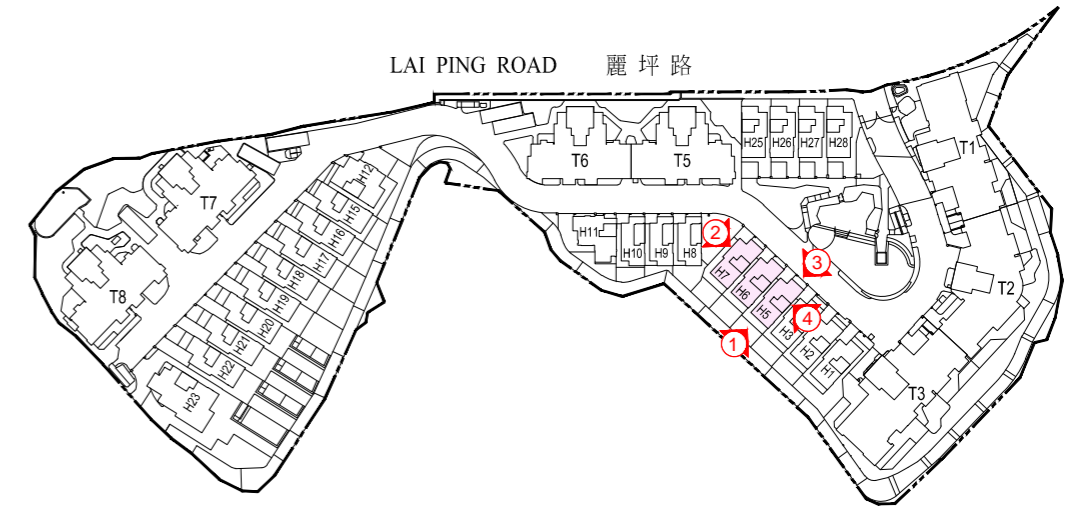 LAI PING ROAD 麗坪路
T1
T2
T3
T5
T6
T7
T8
H1
H2
H3
H5
H6
H7
H8
H9
H10
H11
H12
H15
H16
H17
H18
H19
H20
H21
H22
H23
H25
H26
H27
H28
1
2
3
4